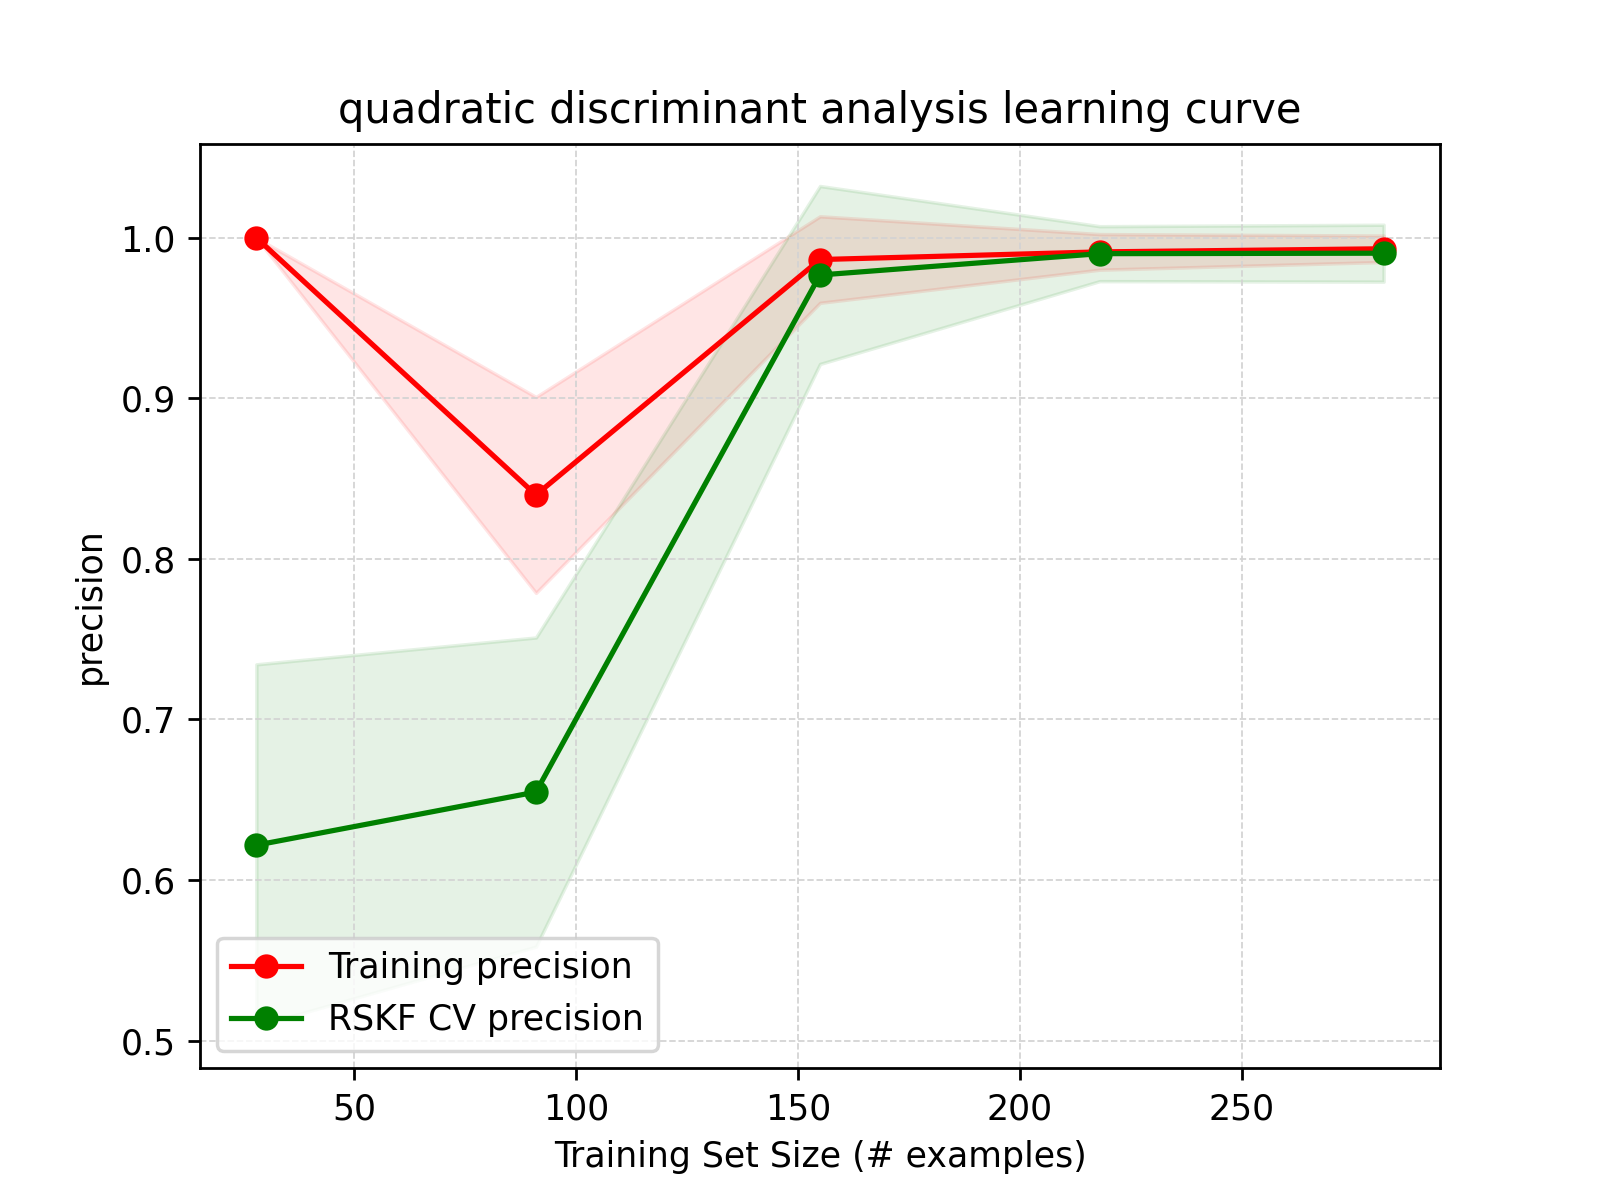 quadratic discriminant analysis learning curve
1.0
0.9
0.8
0.7
0.6
0.5
precision
Training precision
RSKF CV precision
50 100 150 200 250
Training Set Size (# examples)